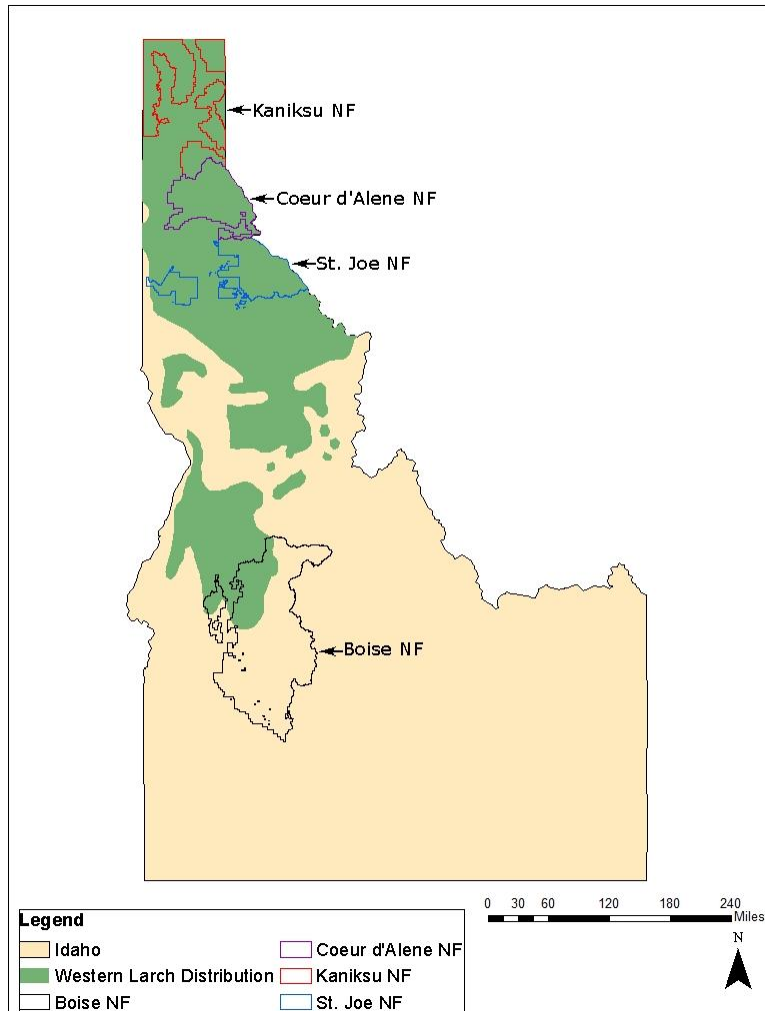 Kaniksu NF
Coeur d'Alene NF
St. Joe NF
Boise NF
0 30 60 120 180 240
Miles
N
Legend
Idaho
Western Larch Distribution
Boise NF
Coeur d'Alene NF
Kaniksu NF
St. Joe NF